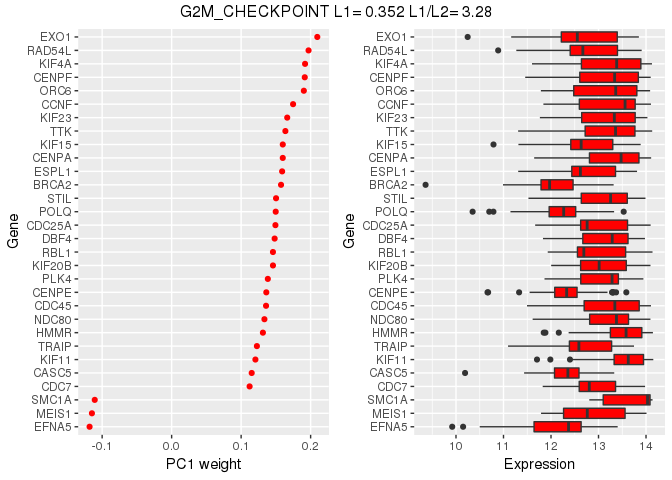 G2M_CHECKPOINT L1= 0.352 L1/L2= 3.28
Gene
EXO1
RAD54L
KIF4A
CENPF
ORC6
CCNF
KIF23
TTK
KIF15
CENPA
ESPL1
BRCA2
STIL
POLQ
CDC25A
DBF4
RBL1
KIF20B
PLK4
CENPE
CDC45
NDC80
HMMR
TRAIP
KIF11
CASC5
CDC7
SMC1A
MEIS1
EFNA5
-0.1 0.0 0.1 0.2
PC1 weight
Gene
EXO1
RAD54L
KIF4A
CENPF
ORC6
CCNF
KIF23
TTK
KIF15
CENPA
ESPL1
BRCA2
STIL
POLQ
CDC25A
DBF4
RBL1
KIF20B
PLK4
CENPE
CDC45
NDC80
HMMR
TRAIP
KIF11
CASC5
CDC7
SMC1A
MEIS1
EFNA5
10 11 12 13 14
Expression